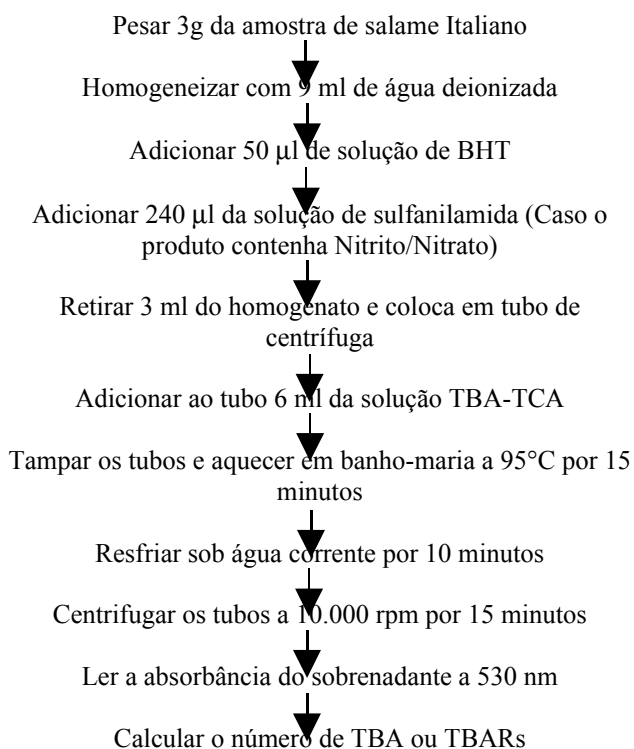 Pesar 3g da amostra de salame Italiano
Homogeneizar com 9 ml de água deionizada
Adicionar 50 μl de solução de BHT
Adicionar 240 μl da solução de sulfanilamida (Caso o
produto contenha Nitrito/Nitrato)
Retirar 3 ml do homogenato e coloca em tubo de
centrífuga
Adicionar ao tubo 6 ml da solução TBA-TCA
Tampar os tubos e aquecer em banho-maria a 95°C por 15
minutos
Resfriar sob água corrente por 10 minutos
Centrifugar os tubos a 10.000 rpm por 15 minutos
Ler a absorbância do sobrenadante a 530 nm
Calcular o número de TBA ou TBARs